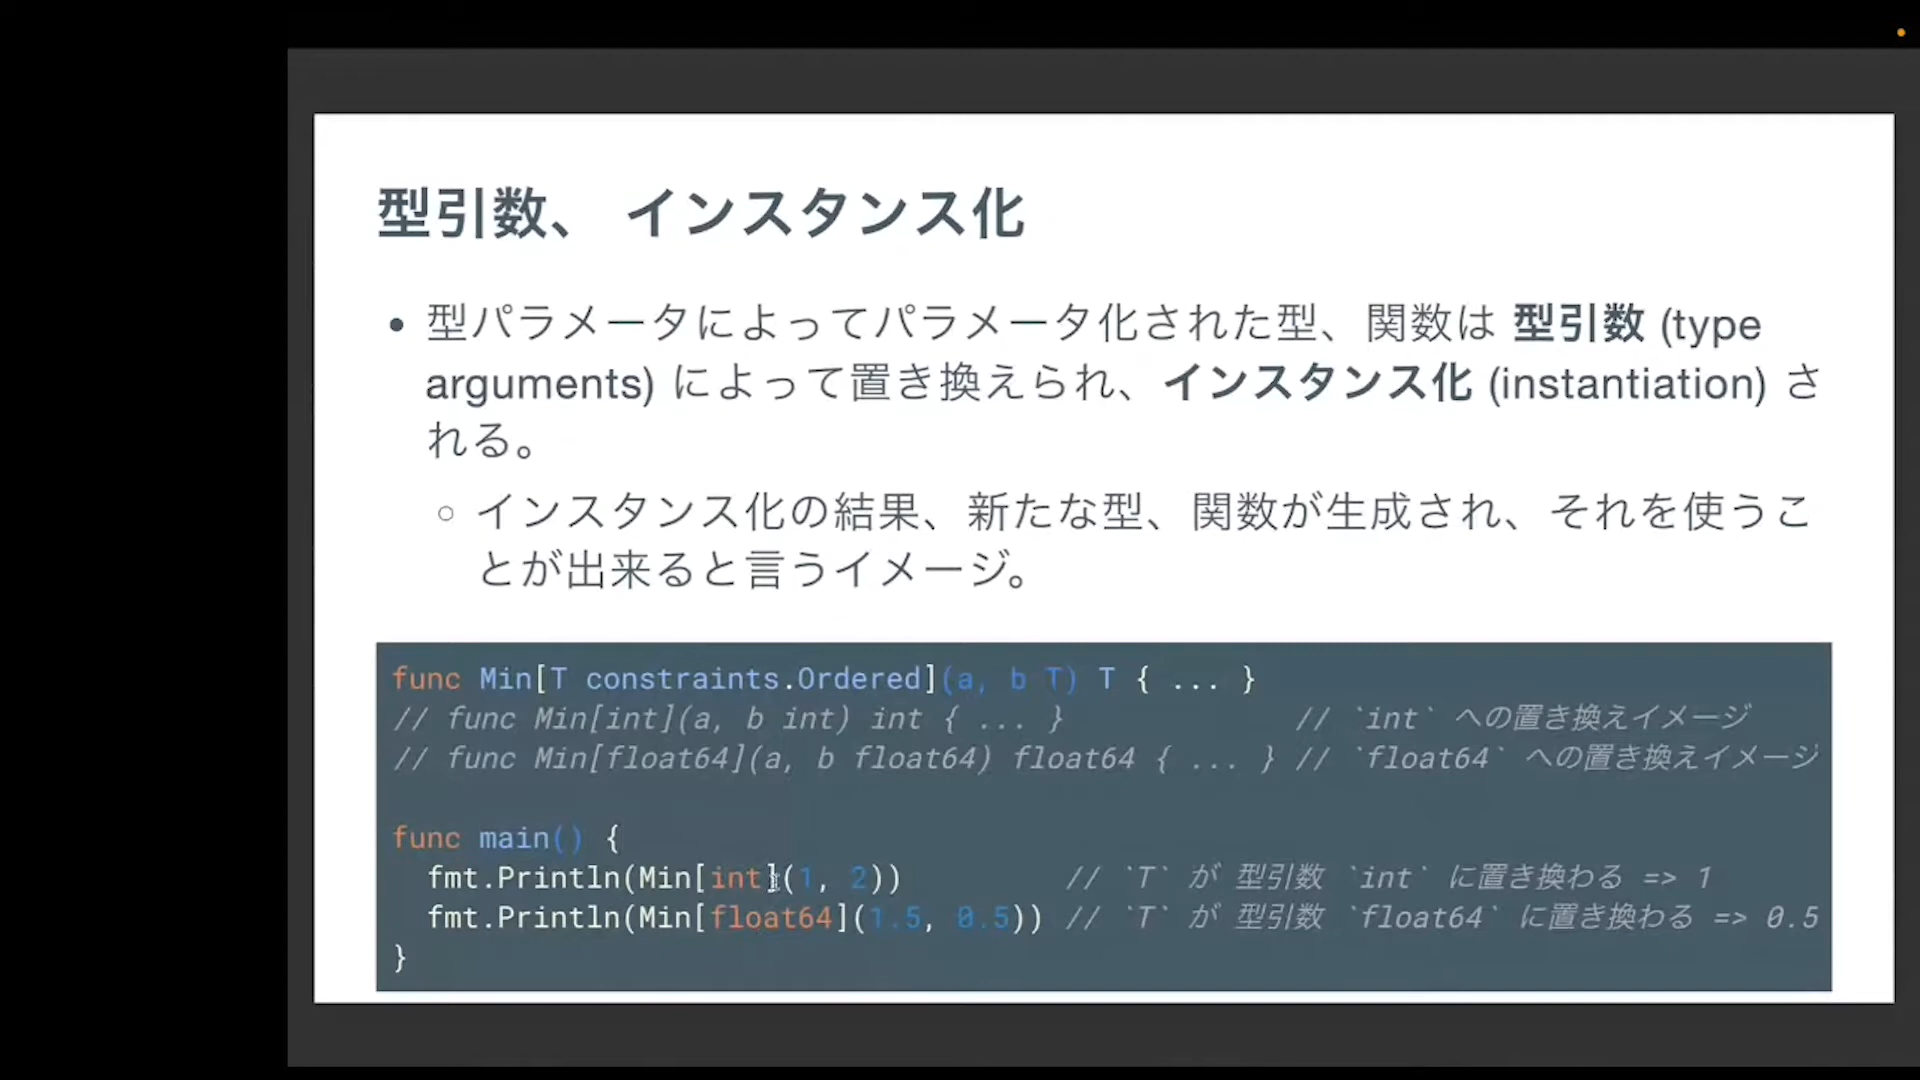 型引数、 インスタンス化
• 型パラメータによってパラメータ化された型、関数は 型引数 (type
arguments) によって置き換えられ、インスタンス化 (instantiation) さ
れる。
○ インスタンス化の結果、新たな型、関数が生成され、それを使うこ
とが出来ると言うイメージ。
func Min[T constraints.Ordered](a, b T) T { ... }
// func Min[int](a, b int) int { ... } // `int` への置き換えイメージ
// func Min[float64](a, b float64) float64 { ... } // `float64` への置き換えイメージ
func main() {
fmt.Println(Min[int](1, 2)) // `T` が 型引数 `int` に置き換わる => 1
fmt.Println(Min[float64](1.5, 0.5)) // `T` が 型引数 `float64` に置き換わる => 0.5
}